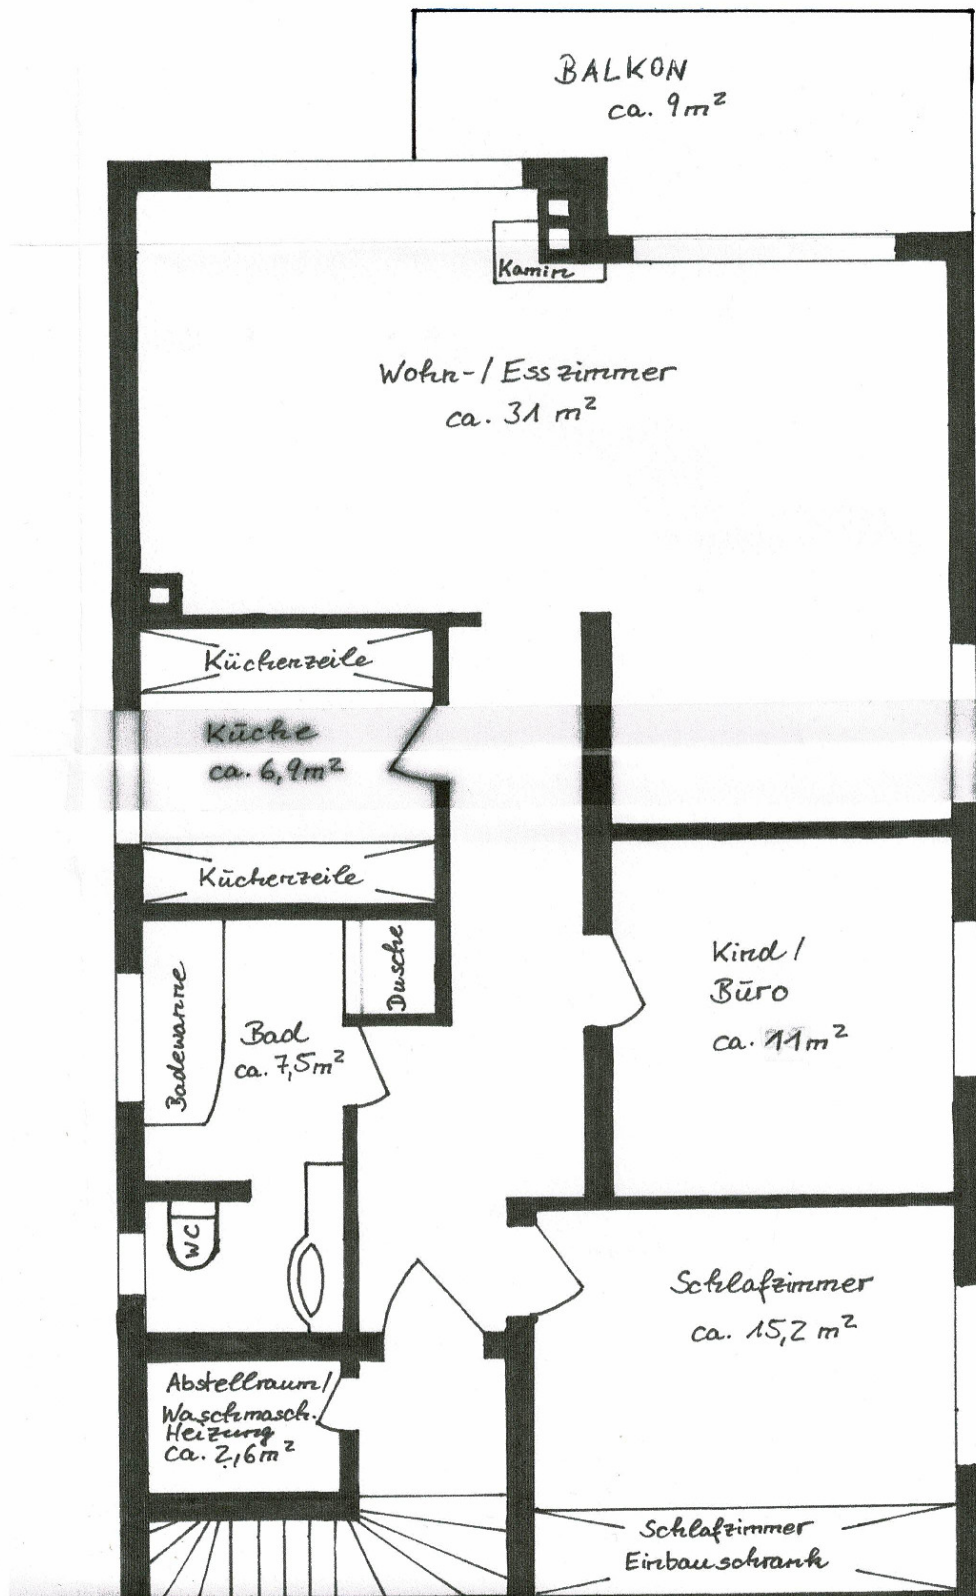 BALKON
ca. 9m²
Kamin
Wohn-/Esszimmer
ca. 31 m²
Küchenzeile
Küche
ca. 6,9m²
Küchenzeile
Badewanne
Dusche
Bad
ca. 7,5m²
Kind/
Büro
ca. 11m²
WC
Schlafzimmer
ca. 15,2 m²
Abstellraum/
Waschmasch.
Heizung
ca. 2,6m²
Schlafzimmer
Einbauschrank